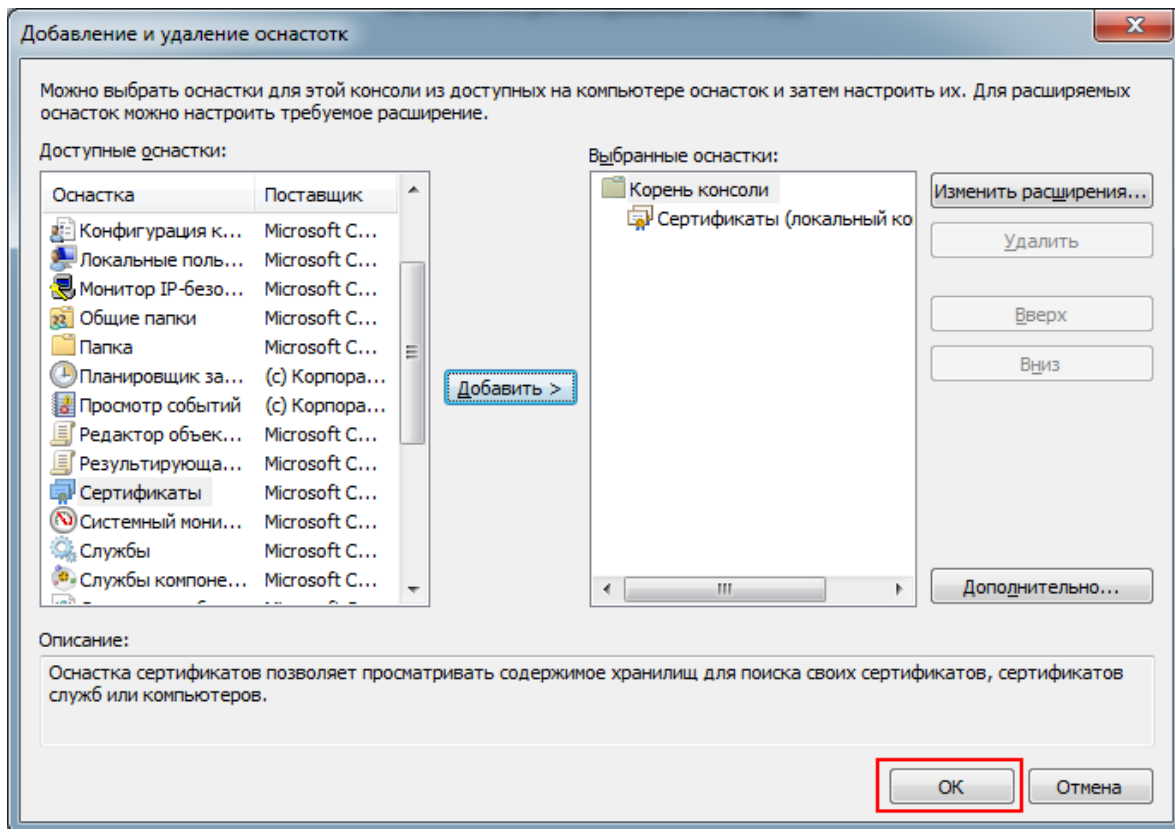 Добавление и удаление оснастотк
Можно выбрать оснастки для этой консоли из доступных на компьютере оснасток и затем настроить их. Для расширяемых
оснасток можно настроить требуемое расширение.
Доступные оснастки:
Выбранные оснастки:
Оснастка Поставщик
Конфигурация к... Microsoft C...
Локальные поль... Microsoft C...
Монитор IP-безо... Microsoft C...
Общие папки Microsoft C...
Папка Microsoft C...
Планировщик за... (с) Корпора...
Просмотр событий (с) Корпора...
Редактор объек... Microsoft C...
Результирующа... Microsoft C...
Сертификаты Microsoft C...
Системный мони... Microsoft C...
Службы Microsoft C...
Службы компоне... Microsoft C...
Добавить >
Корень консоли
Сертификаты (локальный ко
Изменить расширения...
Удалить
Вверх
Вниз
Дополнительно...
Описание:
Оснастка сертификатов позволяет просматривать содержимое хранилищ для поиска своих сертификатов, сертификатов
служб или компьютеров.
ОК Отмена